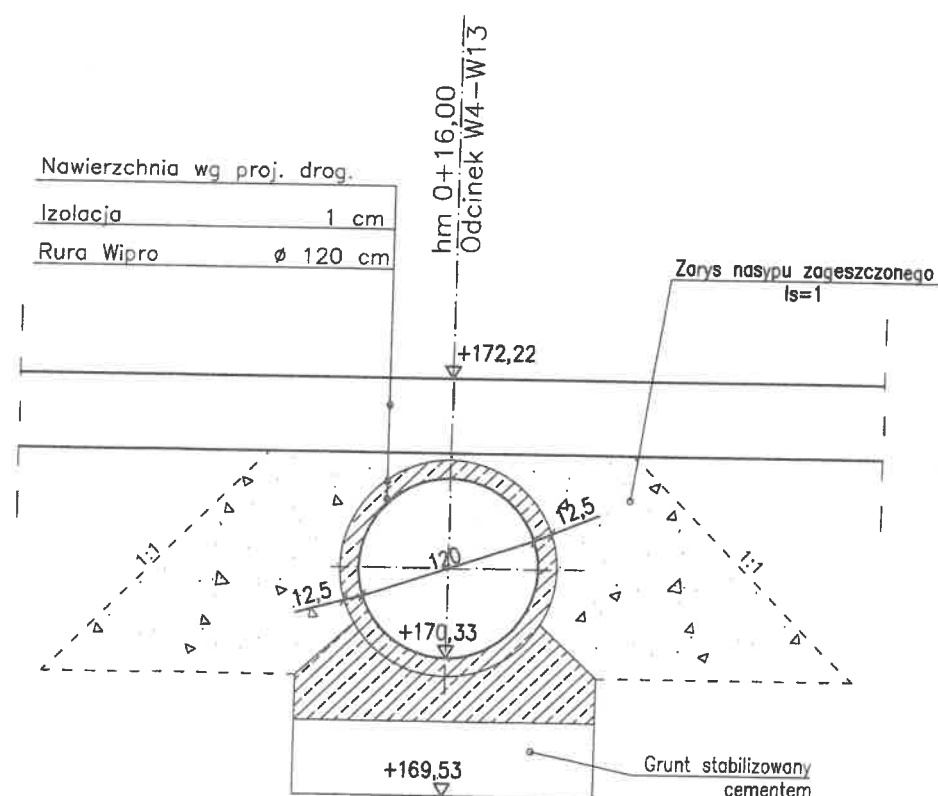 hm 0+16,00
Odcinek W4-W13
Nawierzchnia wg proj. drog.
Izolacja 1 cm
Rura Wipro ø 120 cm
Zarys nasypu zageszczonego
Is=1
+172,22
1:1
12,5
120
12,5
1:1
+170,33
+169,53
Grunt stabilizowany
cementem